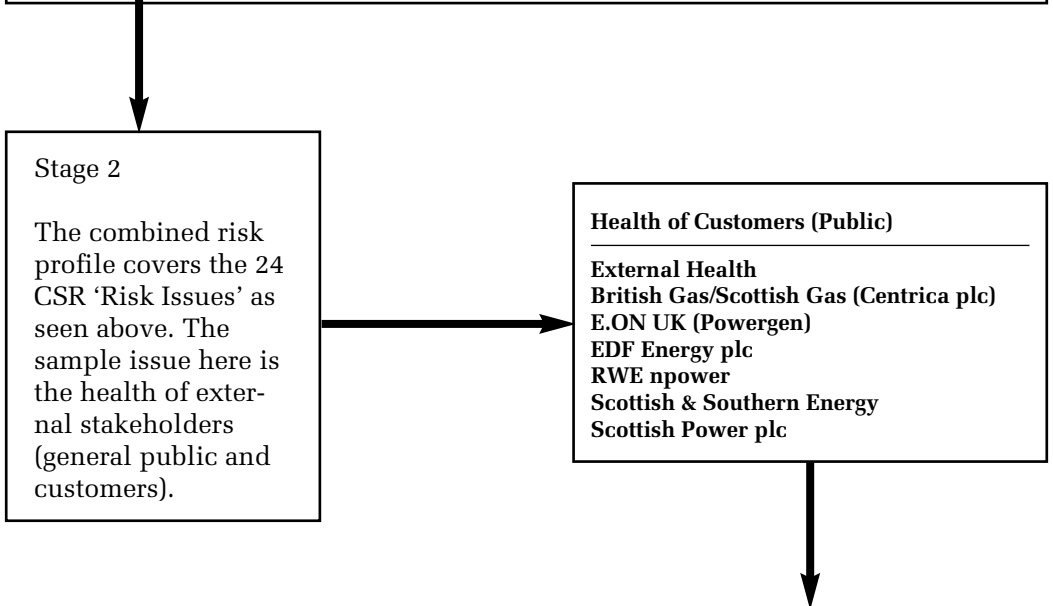 Stage 2
The combined risk
profile covers the 24
CSR ‘Risk Issues’ as
seen above. The
sample issue here is
the health of exter-
nal stakeholders
(general public and
customers).
Health of Customers (Public)
External Health
British Gas/Scottish Gas (Centrica plc)
E.ON UK (Powergen)
EDF Energy plc
RWE npower
Scottish & Southern Energy
Scottish Power plc